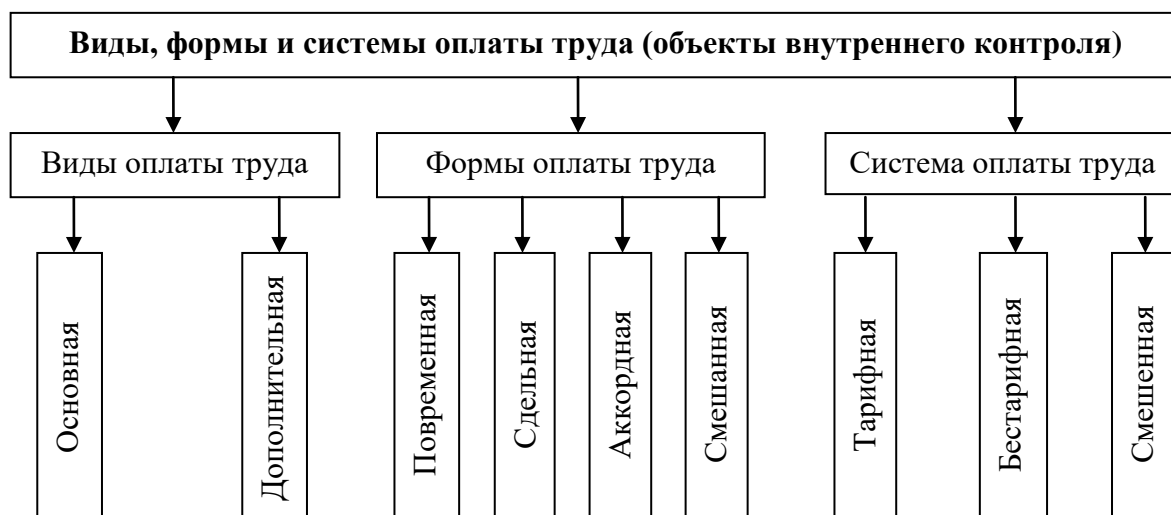 Виды, формы и системы оплаты труда (объекты внутреннего контроля)
Виды оплаты труда
Формы оплаты труда
Система оплаты труда
Основная
Дополнительная
Повременная
Сдельная
Аккордная
Смешанная
Тарифная
Бестарифная
Смешенная